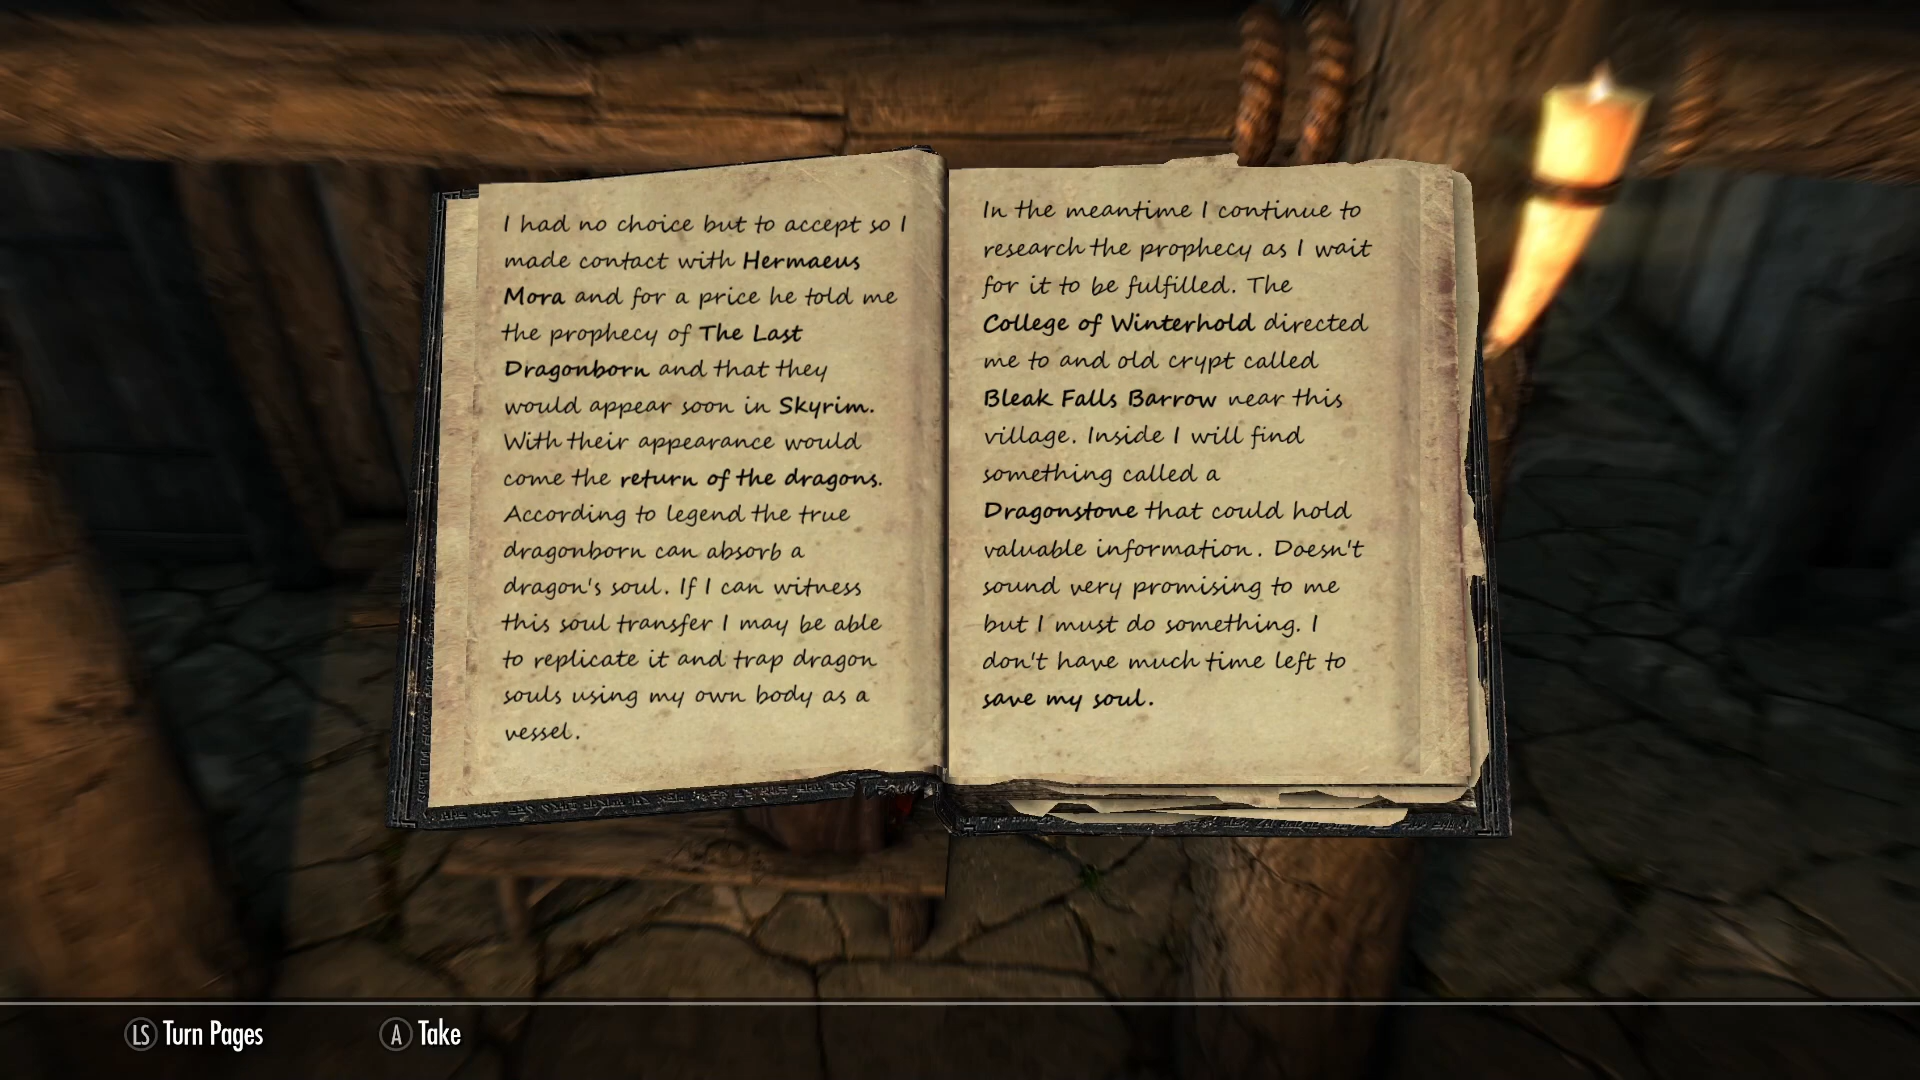 I had no choice but to accept so I
made contact with Hermaeus
Mora and for a price he told me
the prophecy of The Last
Dragonborn and that they
would appear soon in Skyrim.
With their appearance would
come the return of the dragons.
According to legend the true
dragonborn can absorb a
dragon's soul. If I can witness
this soul transfer I may be able
to replicate it and trap dragon
souls using my own body as a
vessel.
In the meantime I continue to
research the prophecy as I wait
for it to be fulfilled. The
College of Winterhold directed
me to and old crypt called
Bleak Falls Barrow near this
village. Inside I will find
something called a
Dragonstone that could hold
valuable information. Doesn't
sound very promising to me
but I must do something. I
don't have much time left to
save my soul.
LS Turn Pages
A Take